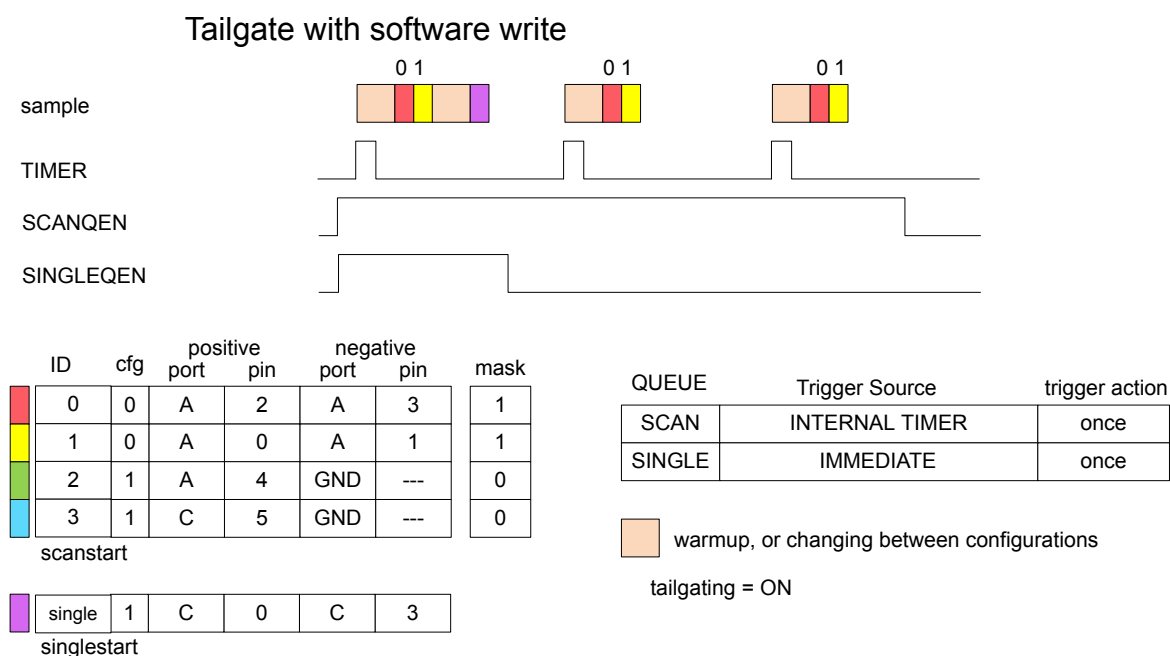 Tailgate with software write
0 1 0 1 0 1
sample
TIMER
SCANQEN
SINGLEQEN
positive negative
ID cfg port pin port pin mask
0 0 A 2 A 3 1
1 0 A 0 A 1 1
2 1 A 4 GND --- 0
3 1 C 5 GND --- 0
scanstart
single 1 C 0 C 3
singlestart
QUEUE Trigger Source trigger action
SCAN INTERNAL TIMER once
SINGLE IMMEDIATE once
warmup, or changing between configurations
tailgating = ON